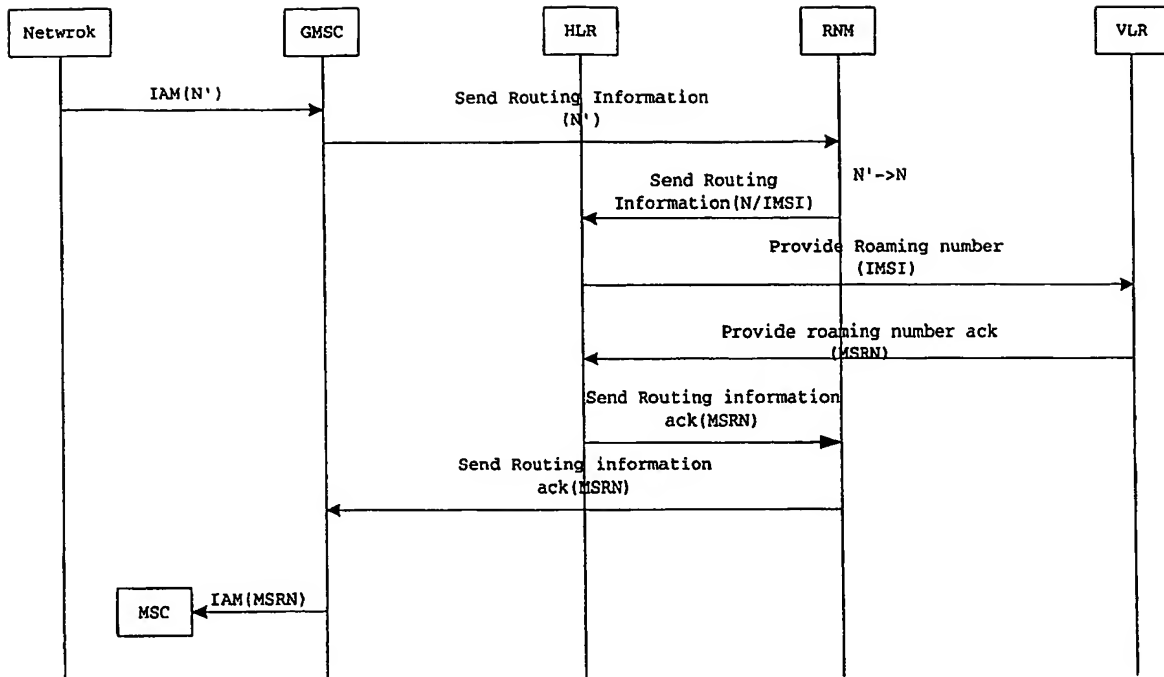 Netwrok
GMSC
HLR
RNM
VLR
IAM(N')
Send Routing Information
(N')
N'->N
Send Routing
Information(N/IMSI)
Provide Roaming number
(IMSI)
Provide roaming number ack
(MSRN)
Send Routing information
ack(MSRN)
Send Routing information
ack(MSRN)
MSC
IAM(MSRN)